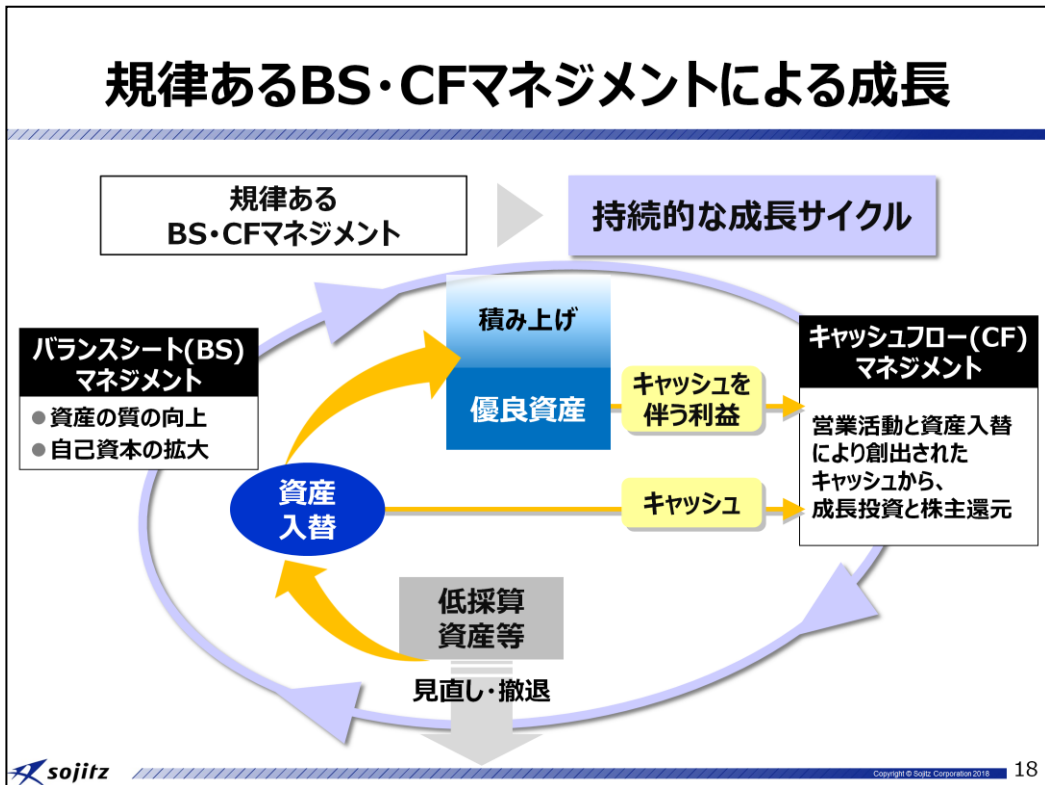 規律あるBS・CFマネジメントによる成長
規律ある
BS・CFマネジメント
持続的な成長サイクル
積み上げ
優良資産
バランスシート(BS)
マネジメント
●資産の質の向上
●自己資本の拡大
キャッシュを
伴う利益
キャッシュフロー(CF)
マネジメント
営業活動と資産入替
により創出された
キャッシュから、
成長投資と株主還元
資産
入替
キャッシュ
低採算
資産等
見直し・撤退
sojitz
Copyright © Sojitz Corporation 2018
18